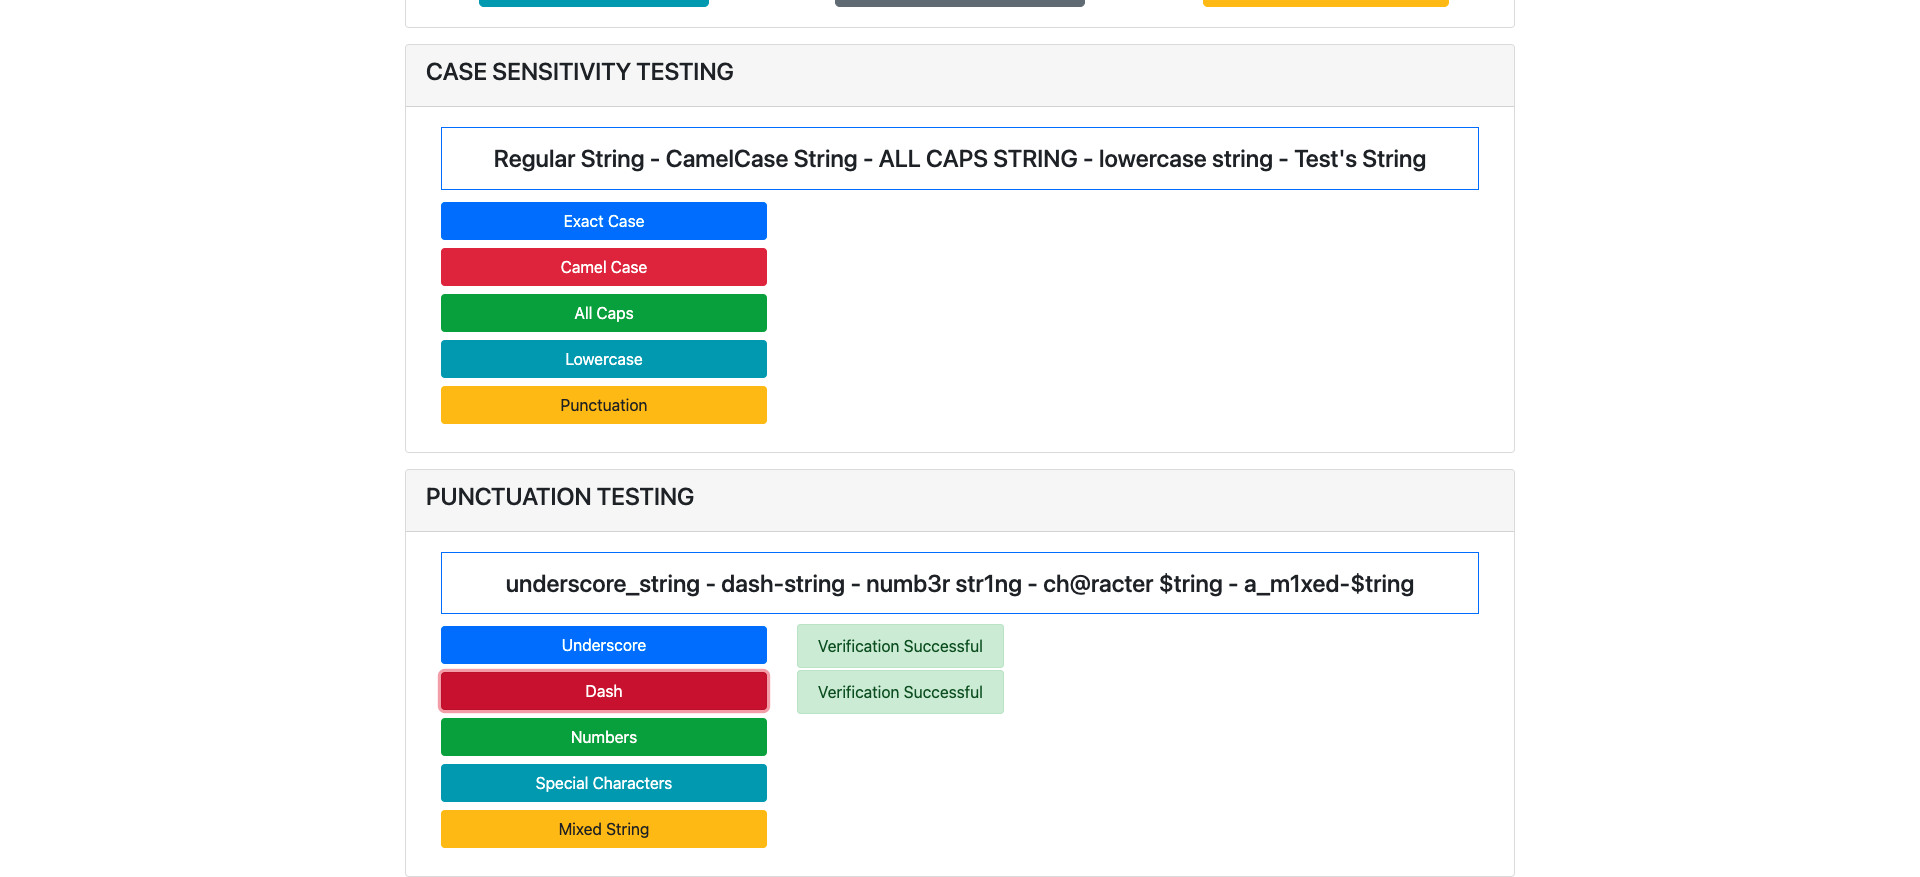 CASE SENSITIVITY TESTING
Regular String - CamelCase String - ALL CAPS STRING - lowercase string - Test's String
Exact Case
Camel Case
All Caps
Lowercase
Punctuation
PUNCTUATION TESTING
underscore_string - dash-string - numb3r str1ng - ch@racter $tring - a_m1xed-$tring
Underscore
Verification Successful
Dash
Verification Successful
Numbers
Special Characters
Mixed String